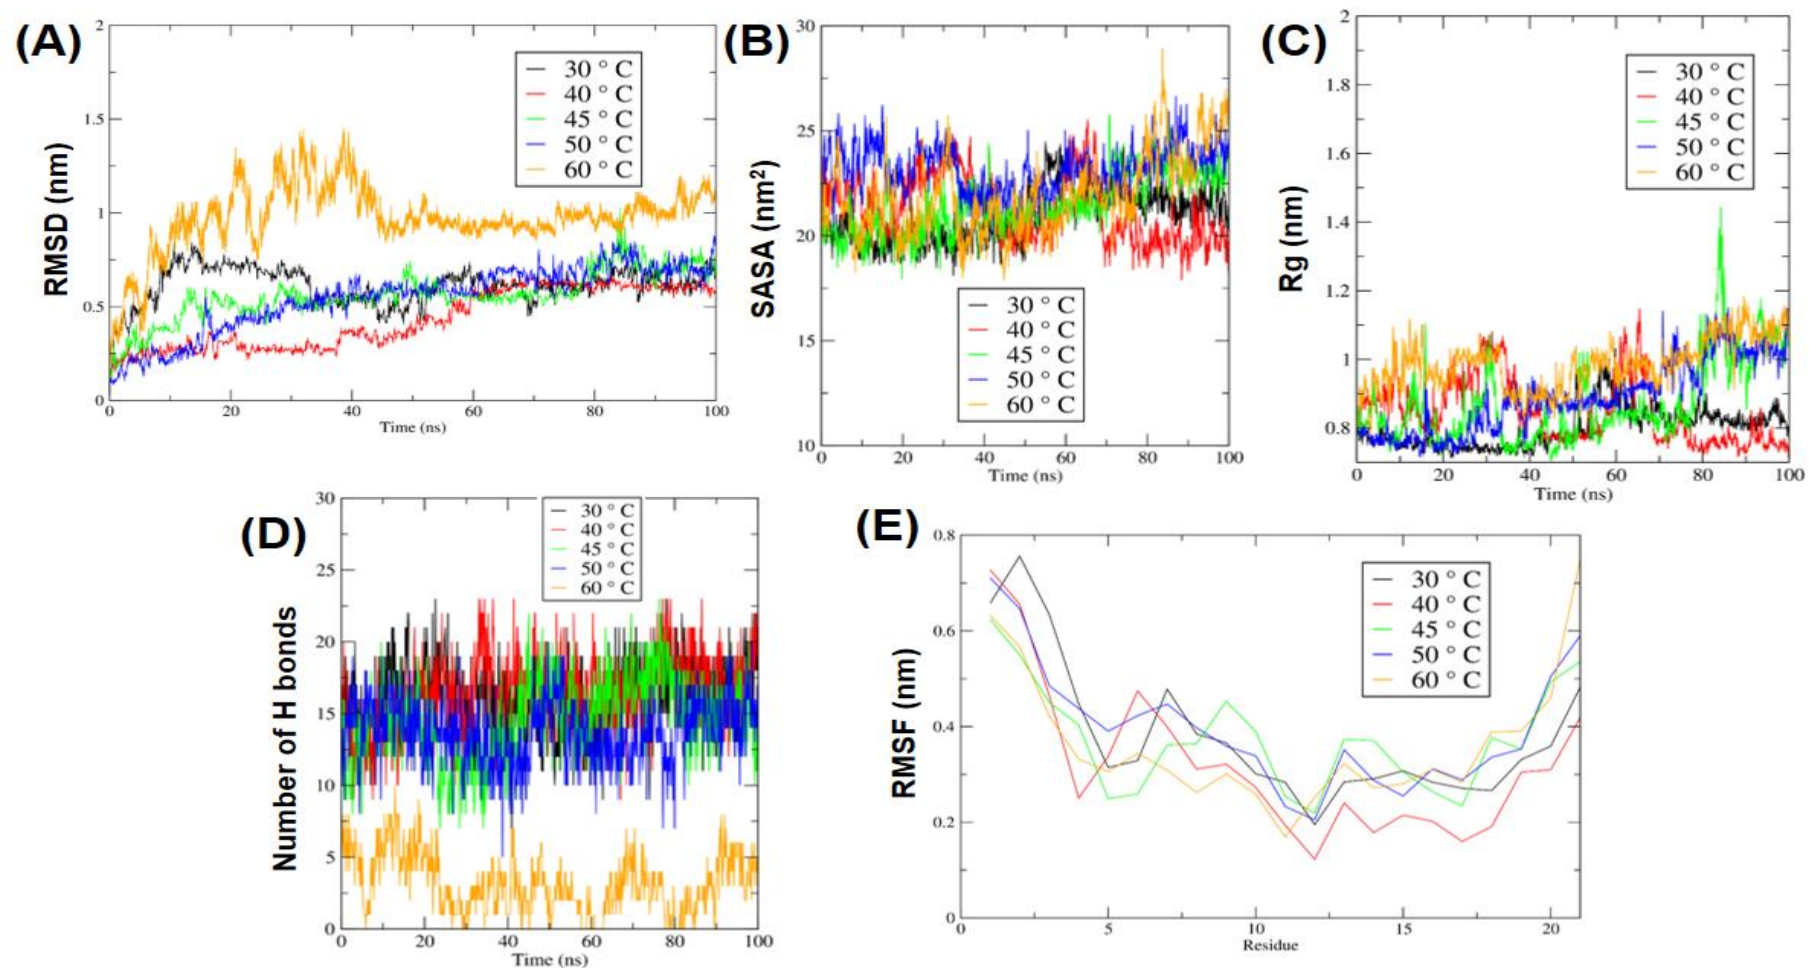 (A)
RMSD (nm)
2
1.5
1
0.5
0
30 ° C
40 ° C
45 ° C
50 ° C
60 ° C
0 20 40 60 80 100
Time (ns)
(B)
SASA (nm²)
30
25
20
15
10
30 ° C
40 ° C
45 ° C
50 ° C
60 ° C
0 20 40 60 80 100
Time (ns)
(C)
Rg (nm)
2
1.8
1.6
1.4
1.2
1
0.8
30 ° C
40 ° C
45 ° C
50 ° C
60 ° C
0 20 40 60 80 100
Time (ns)
(D)
Number of H bonds
30
25
20
15
10
5
0
30 ° C
40 ° C
45 ° C
50 ° C
60 ° C
0 20 40 60 80 100
Time (ns)
(E)
RMSF (nm)
0.8
0.6
0.4
0.2
0
30 ° C
40 ° C
45 ° C
50 ° C
60 ° C
0 5 10 15 20
Residue